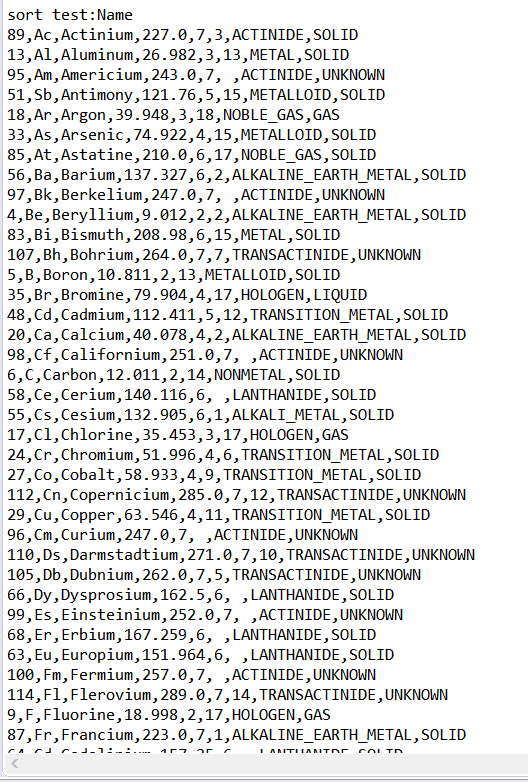 sort test:Name
89,Ac,Actinium,227.0,7,3,ACTINIDE,SOLID
13,Al,Aluminum,26.982,3,13,METAL,SOLID
95,Am,Americium,243.0,7, ,ACTINIDE,UNKNOWN
51,Sb,Antimony,121.76,5,15,METALLOID,SOLID
18,Ar,Argon,39.948,3,18,NOBLE_GAS,GAS
33,As,Arsenic,74.922,4,15,METALLOID,SOLID
85,At,Astatine,210.0,6,17,NOBLE_GAS,SOLID
56,Ba,Barium,137.327,6,2,ALKALINE_EARTH_METAL,SOLID
97,Bk,Berkelium,247.0,7, ,ACTINIDE,UNKNOWN
4,Be,Beryllium,9.012,2,2,ALKALINE_EARTH_METAL,SOLID
83,Bi,Bismuth,208.98,6,15,METAL,SOLID
107,Bh,Bohrium,264.0,7,7,TRANSACTINIDE,UNKNOWN
5,B,Boron,10.811,2,13,METALLOID,SOLID
35,Br,Bromine,79.904,4,17,HOLOGEN,LIQUID
48,Cd,Cadmium,112.411,5,12,TRANSITION_METAL,SOLID
20,Ca,Calcium,40.078,4,2,ALKALINE_EARTH_METAL,SOLID
98,Cf,Californium,251.0,7, ,ACTINIDE,UNKNOWN
6,C,Carbon,12.011,2,14,NONMETAL,SOLID
58,Ce,Cerium,140.116,6, ,LANTHANIDE,SOLID
55,Cs,Cesium,132.905,6,1,ALKALI_METAL,SOLID
17,Cl,Chlorine,35.453,3,17,HOLOGEN,GAS
24,Cr,Chromium,51.996,4,6,TRANSITION_METAL,SOLID
27,Co,Cobalt,58.933,4,9,TRANSITION_METAL,SOLID
112,Cn,Copernicium,285.0,7,12,TRANSACTINIDE,UNKNOWN
29,Cu,Copper,63.546,4,11,TRANSITION_METAL,SOLID
96,Cm,Curium,247.0,7, ,ACTINIDE,UNKNOWN
110,Ds,Darmstadtium,271.0,7,10,TRANSACTINIDE,UNKNOWN
105,Db,Dubnium,262.0,7,5,TRANSACTINIDE,UNKNOWN
66,Dy,Dysprosium,162.5,6, ,LANTHANIDE,SOLID
99,Es,Einsteinium,252.0,7, ,ACTINIDE,UNKNOWN
68,Er,Erbium,167.259,6, ,LANTHANIDE,SOLID
63,Eu,Europium,151.964,6, ,LANTHANIDE,SOLID
100,Fm,Fermium,257.0,7, ,ACTINIDE,UNKNOWN
114,Fl,Flerovium,289.0,7,14,TRANSACTINIDE,UNKNOWN
9,F,Fluorine,18.998,2,17,HOLOGEN,GAS
87,Fr,Francium,223.0,7,1,ALKALINE_EARTH_METAL,SOLID